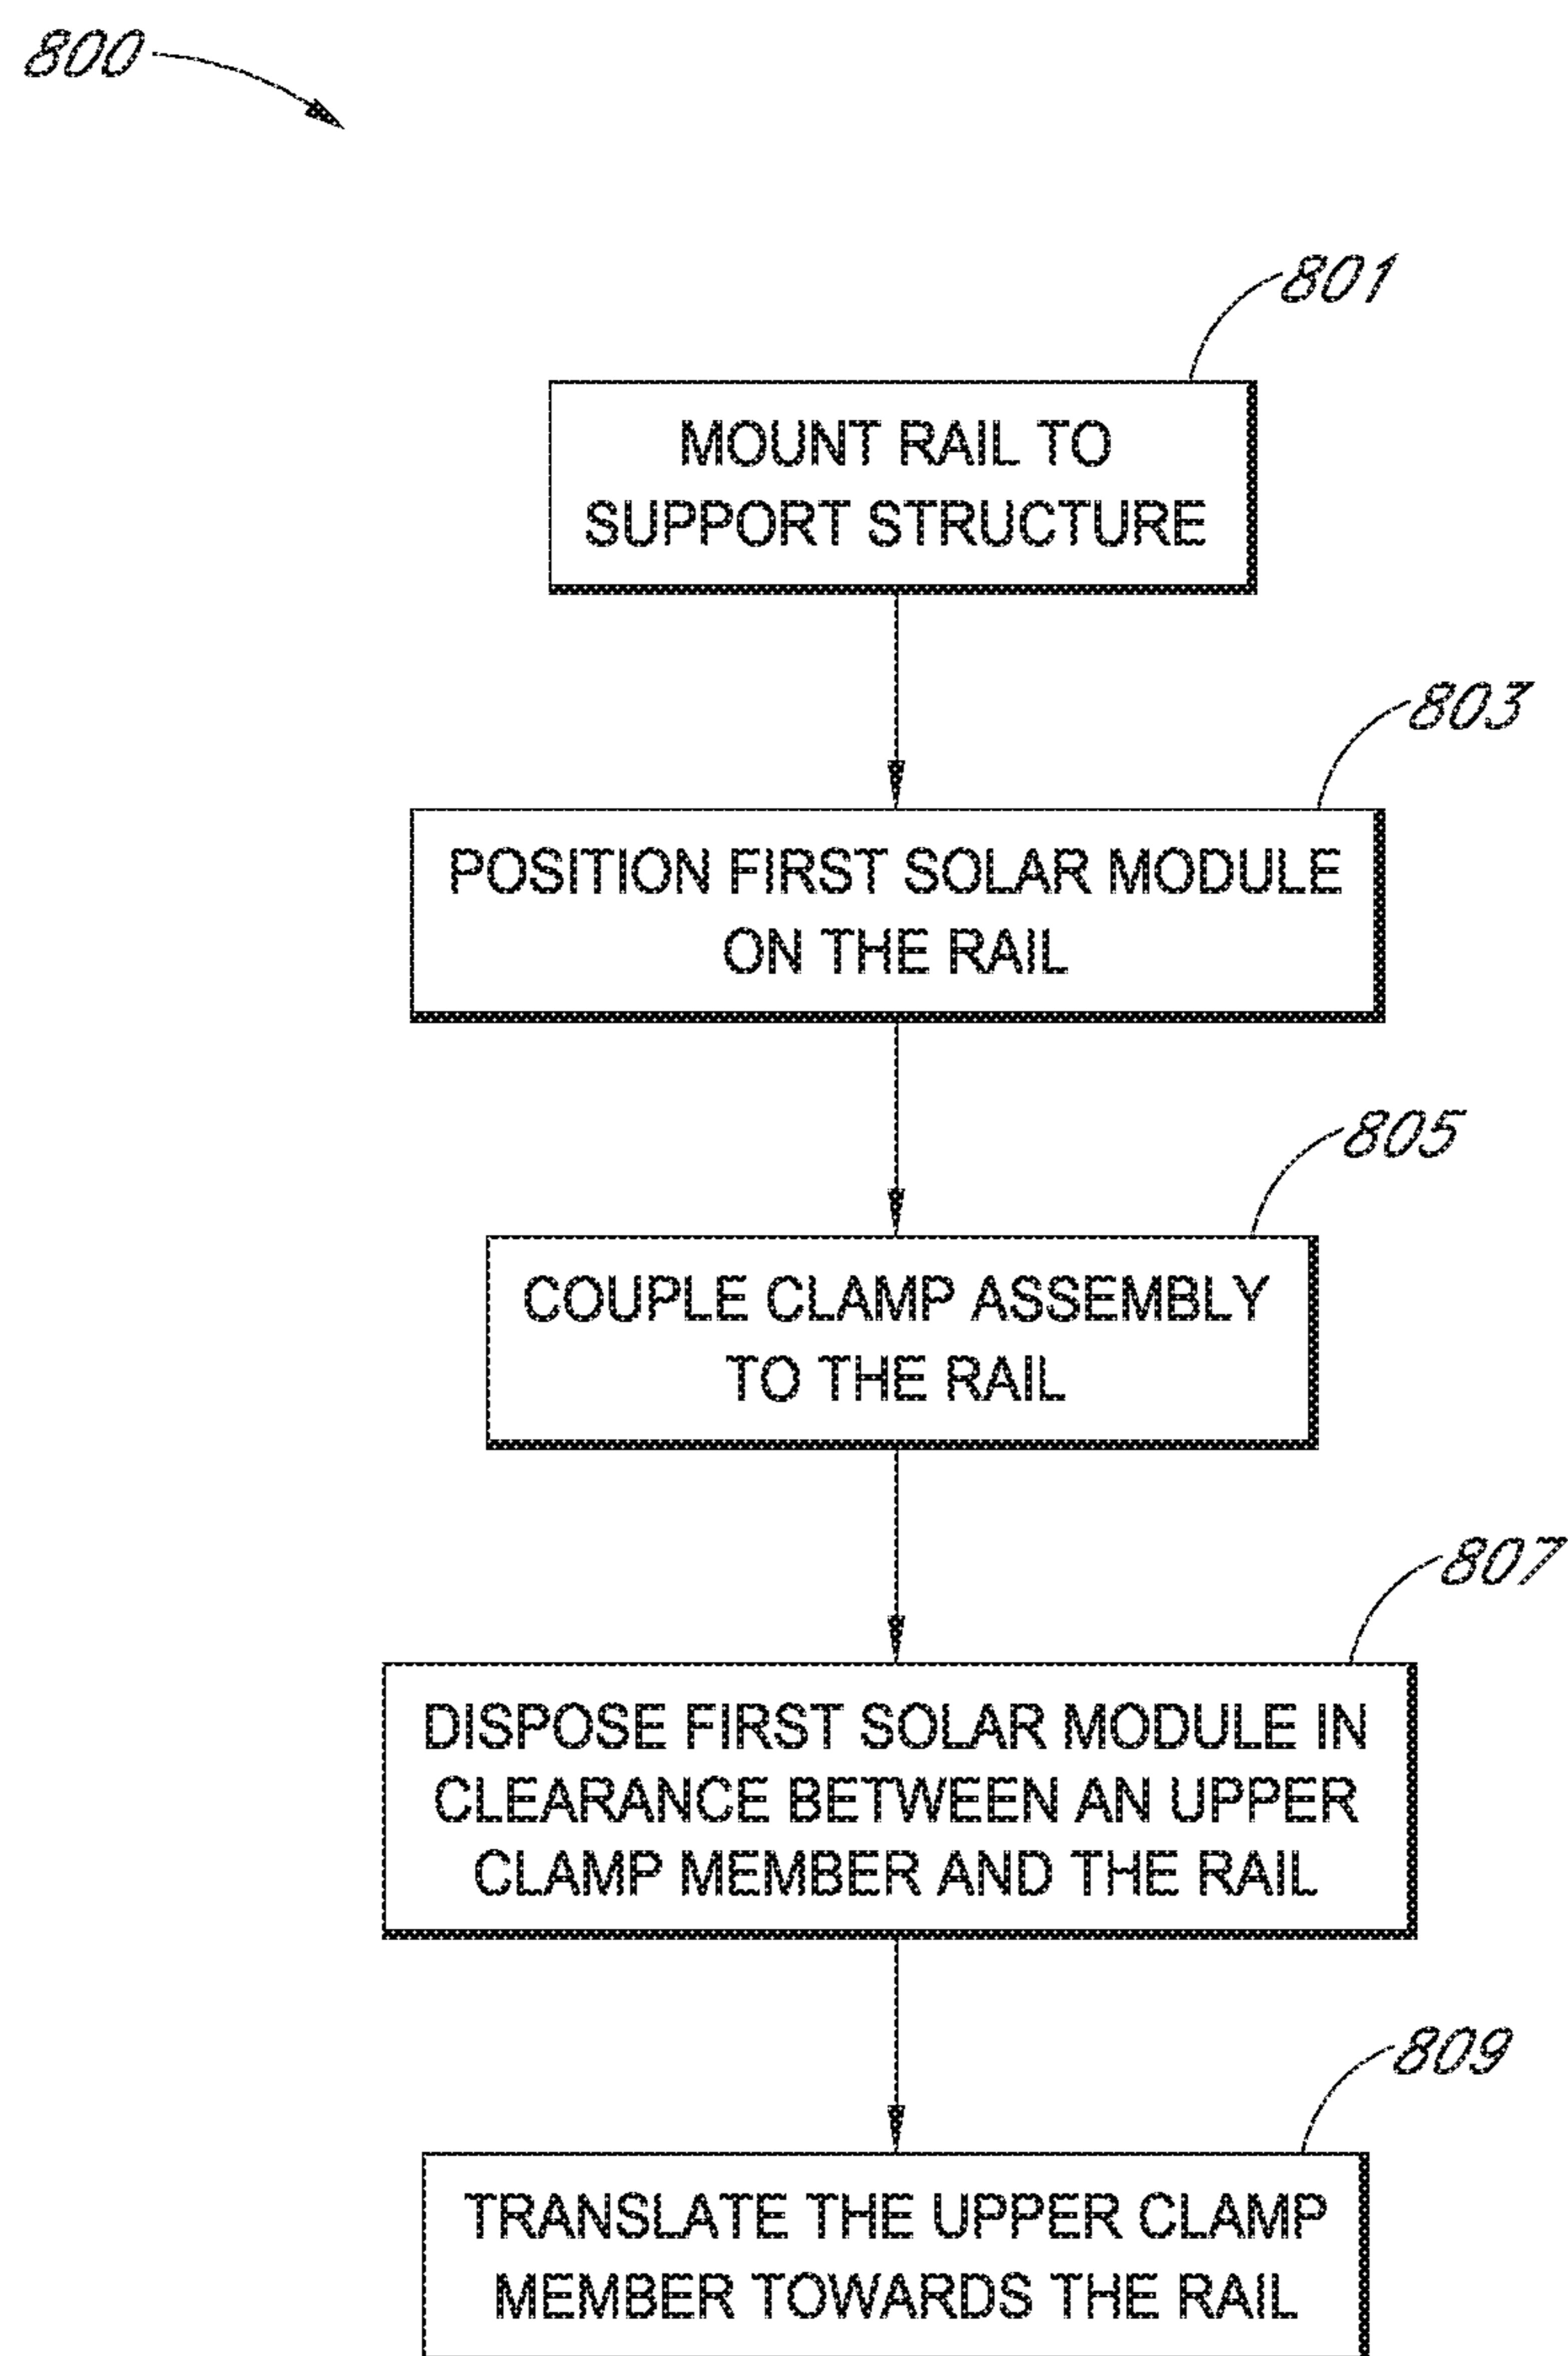 800
801
MOUNT RAIL TO
SUPPORT STRUCTURE
803
POSITION FIRST SOLAR MODULE
ON THE RAIL
805
COUPLE CLAMP ASSEMBLY
TO THE RAIL
807
DISPOSE FIRST SOLAR MODULE IN
CLEARANCE BETWEEN AN UPPER
CLAMP MEMBER AND THE RAIL
809
TRANSLATE THE UPPER CLAMP
MEMBER TOWARDS THE RAIL